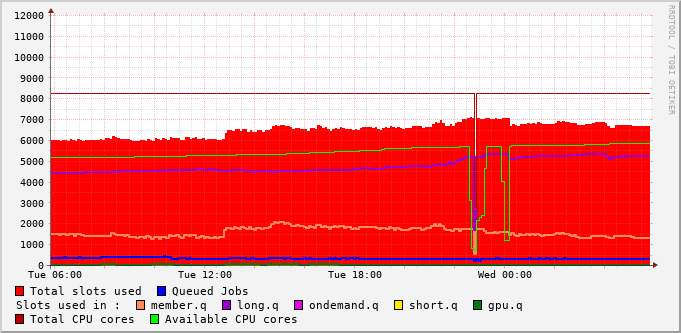 RRDTOOL / TOBI OETIKER
12000
11000
10000
9000
8000
7000
6000
5000
4000
3000
2000
1000
0
Tue 06:00 Tue 12:00 Tue 18:00 Wed 00:00
Total slots used Queued Jobs
Slots used in : member.q long.q ondemand.q short.q gpu.q
Total CPU cores Available CPU cores